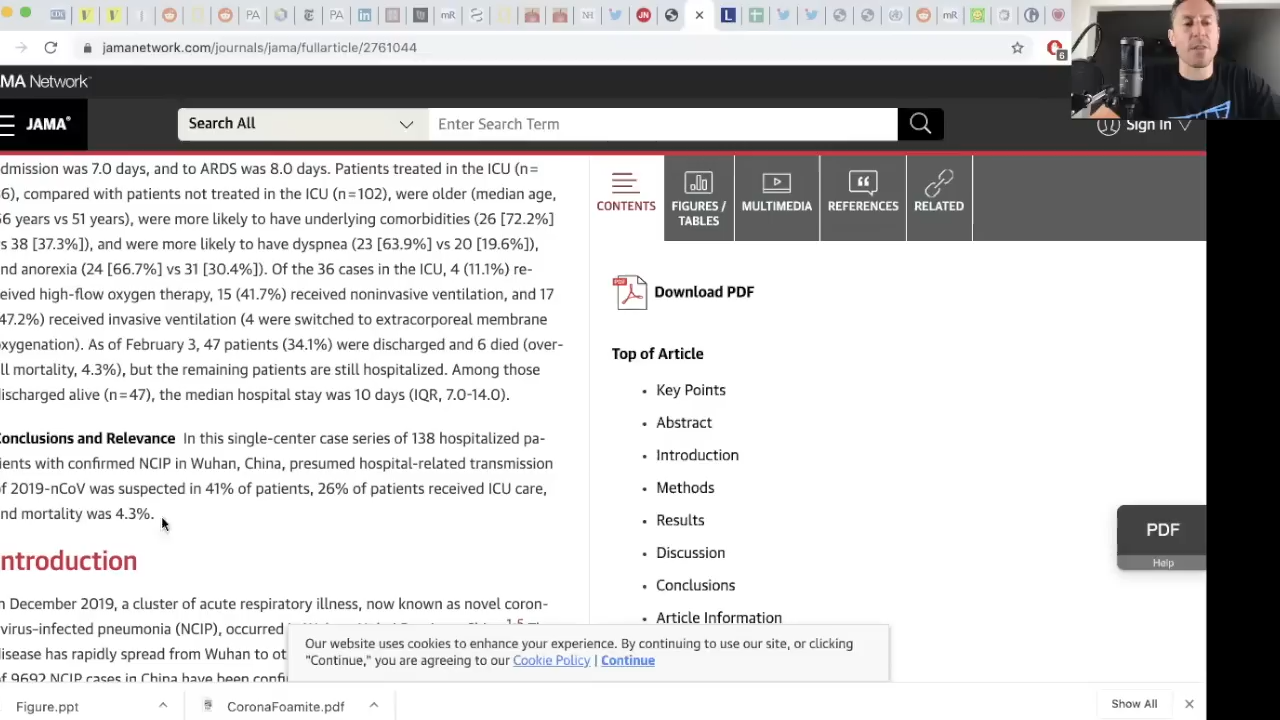 PA
PA
mR
NH
JN
L
mR
jamanetwork.com/journals/jama/fullarticle/2761044
6
MA Network
JAMA
Search All
Enter Search Term
Sign In
dmission was 7.0 days, and to ARDS was 8.0 days. Patients treated in the ICU (n=
6), compared with patients not treated in the ICU (n=102), were older (median age,
6 years vs 51 years), were more likely to have underlying comorbidities (26 [72.2%]
s 38 [37.3%]), and were more likely to have dyspnea (23 [63.9%] vs 20 [19.6%]),
nd anorexia (24 [66.7%] vs 31 [30.4%]). Of the 36 cases in the ICU, 4 (11.1%) re-
eived high-flow oxygen therapy, 15 (41.7%) received noninvasive ventilation, and 17
47.2%) received invasive ventilation (4 were switched to extracorporeal membrane
xygenation). As of February 3, 47 patients (34.1%) were discharged and 6 died (over-
ll mortality, 4.3%), but the remaining patients are still hospitalized. Among those
ischarged alive (n=47), the median hospital stay was 10 days (IQR, 7.0-14.0).
onclusions and Relevance In this single-center case series of 138 hospitalized pa-
ients with confirmed NCIP in Wuhan, China, presumed hospital-related transmission
f 2019-nCoV was suspected in 41% of patients, 26% of patients received ICU care,
nd mortality was 4.3%.
ntroduction
n December 2019, a cluster of acute respiratory illness, now known as novel coron-
virus-infected pneumonia (NCIP), occurred
isease has rapidly spread from Wuhan to ot
f 9692 NCIP cases in China have been confi
CONTENTS
FIGURES /
TABLES
MULTIMEDIA
REFERENCES
RELATED
PDF
Download PDF
Top of Article
• Key Points
• Abstract
• Introduction
• Methods
• Results
• Discussion
• Conclusions
• Article Information
PDF
Help
Our website uses cookies to enhance your experience. By continuing to use our site, or clicking
"Continue," you are agreeing to our Cookie Policy | Continue
Figure.ppt
CoronaFoamite.pdf
Show All